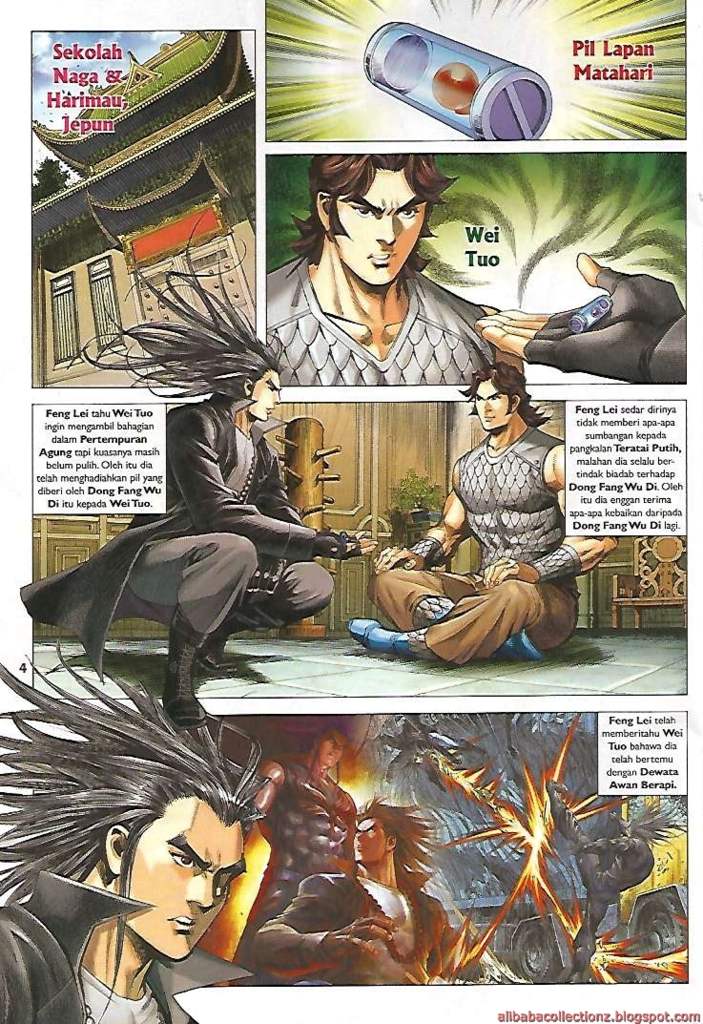 Sekolah
Naga &
Harimau,
Jepun
Pil Lapan
Matahari
Wei
Tuo
Feng Lei tahu Wei Tuo
ingin mengambil bahagian
dalam Pertempuran
Agung tapi kuasanya masih
belum pulih. Oleh itu dia
telah menghadiahkan pil yang
diberi oleh Dong Fang Wu
Di itu kepada Wei Tuo.
Feng Lei sedar dirinya
tidak memberi apa-apa
sumbangan kepada
pangkalan Teratai Putih,
malahan dia selalu ber-
tindak biadab terhadap
Dong Fang Wu Di. Oleh
itu dia enggan terima
apa-apa kebaikan daripada
Dong Fang Wu Di lagi.
4
Feng Lei telah
memberitahu Wei
Tuo bahawa dia
telah bertemu
dengan Dewata
Awan Berapi.
alibabacollectionz.blogspot.com